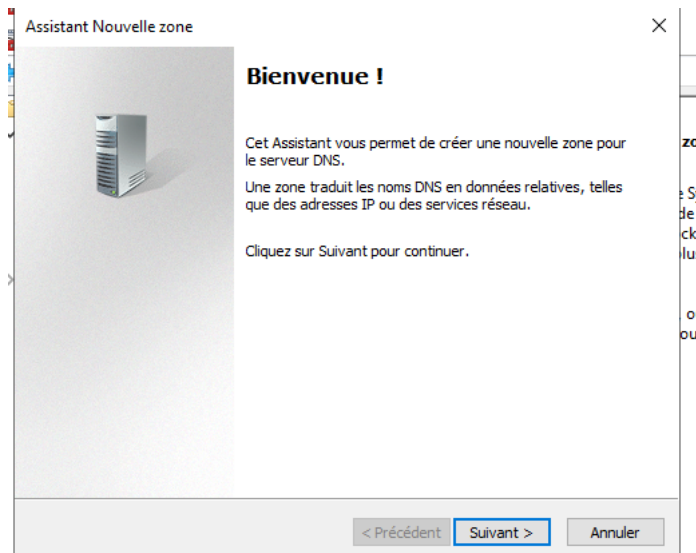 Assistant Nouvelle zone
Bienvenue !
Cet Assistant vous permet de créer une nouvelle zone pour
le serveur DNS.
Une zone traduit les noms DNS en données relatives, telles
que des adresses IP ou des services réseau.
Cliquez sur Suivant pour continuer.
< Précédent
Suivant >
Annuler